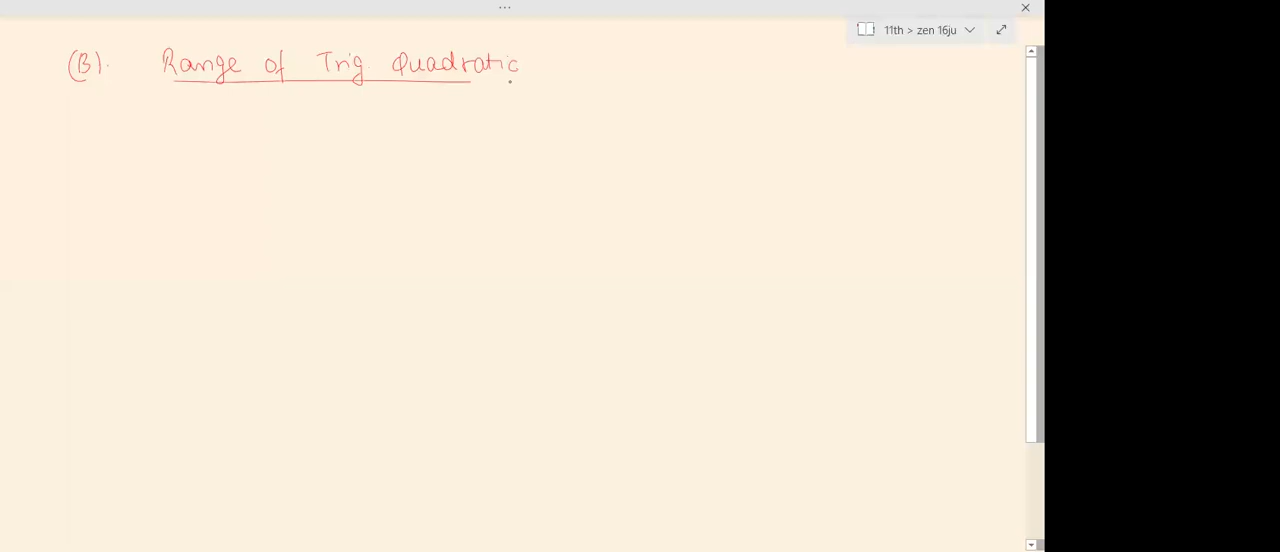 ...
11th > zen 16ju
(B). Range of Trig. Quadratic